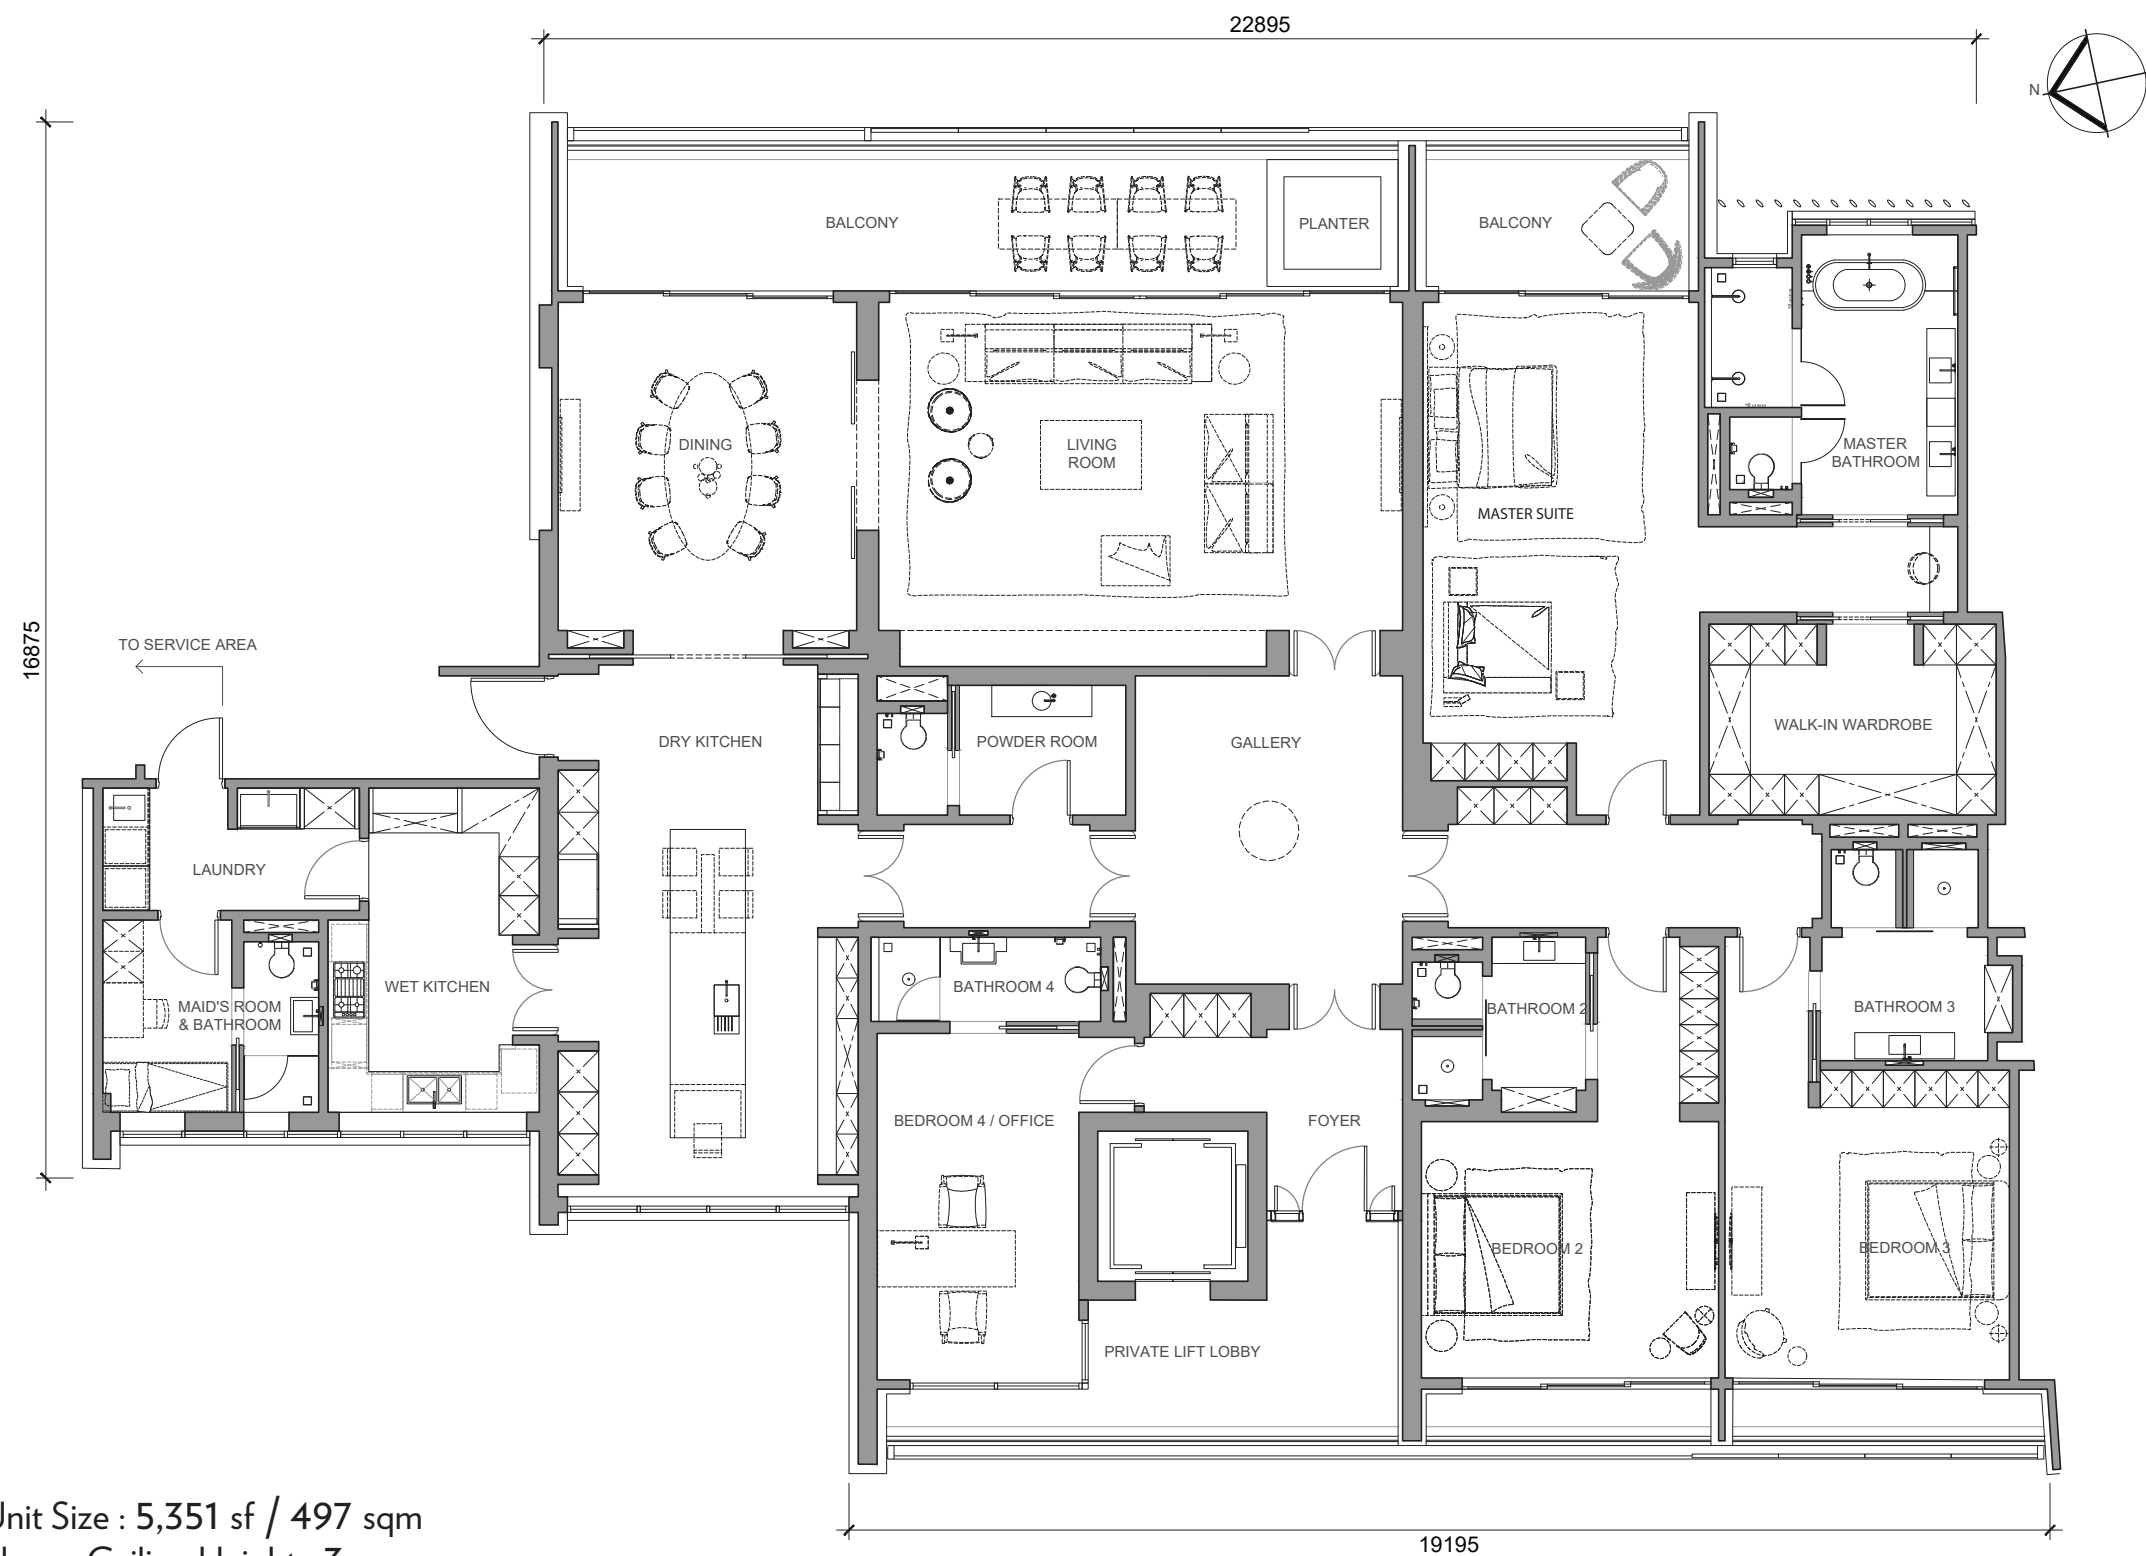 22895
N
BALCONY
PLANTER
BALCONY
DINING
LIVING
ROOM
MASTER
BATHROOM
MASTER SUITE
16875
TO SERVICE AREA
DRY KITCHEN
POWDER ROOM
GALLERY
WALK-IN WARDROBE
LAUNDRY
WET KITCHEN
MAID'S ROOM
& BATHROOM
BATHROOM 4
BATHROOM 2
BATHROOM 3
BEDROOM 4 / OFFICE
FOYER
BEDROOM 2
BEDROOM 3
PRIVATE LIFT LOBBY
Unit Size : 5,351 sf / 497 sqm
19195